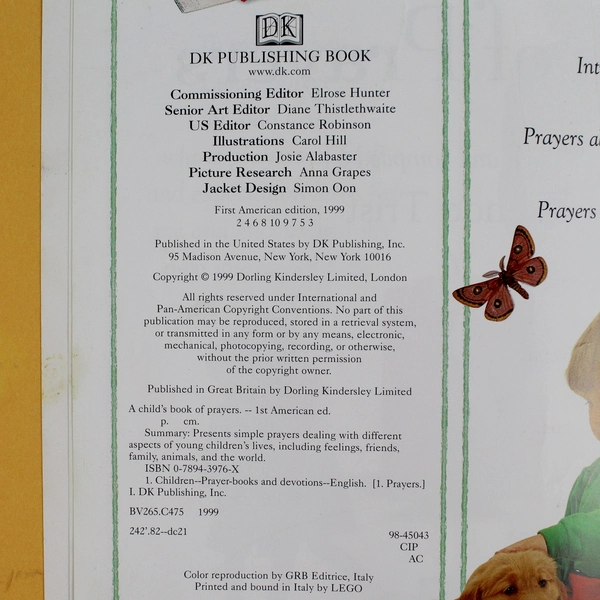 DK
DK PUBLISHING BOOK
www.dk.com
Commissioning Editor Elrose Hunter
Senior Art Editor Diane Thistlethwaite
US Editor Constance Robinson
Illustrations Carol Hill
Production Josie Alabaster
Picture Research Anna Grapes
Jacket Design Simon Oon
First American edition, 1999
2 4 6 8 10 9 7 5 3
Published in the United States by DK Publishing, Inc.
95 Madison Avenue, New York, New York 10016
Copyright © 1999 Dorling Kindersley Limited, London
All rights reserved under International and
Pan-American Copyright Conventions. No part of this
publication may be reproduced, stored in a retrieval system,
or transmitted in any form or by any means, electronic,
mechanical, photocopying, recording, or otherwise,
without the prior written permission
of the copyright owner.
Published in Great Britain by Dorling Kindersley Limited
A child's book of prayers. -- 1st American ed.
p. cm.
Summary: Presents simple prayers dealing with different
aspects of young children's lives, including feelings, friends,
family, animals, and the world.
ISBN 0-7894-3976-X
1. Children--Prayer-books and devotions--English. [1. Prayers.]
I. DK Publishing, Inc.
BV265.C475 1999
242'.82--dc21
98-45043
CIP
AC
Color reproduction by GRB Editrice, Italy
Printed and bound in Italy by LEGO
Int
Prayers a
Prayers